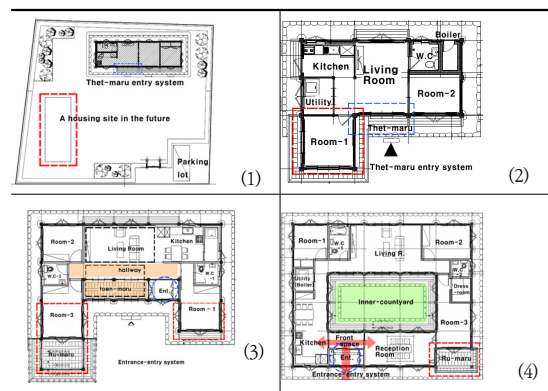 Thet-maru entry system
A housing site in the future
Parking
lot
(1)
Boiler
Kitchen
W.C
Living
Room
Room-2
Utility
Thet-maru
Room-1
Thet-maru entry system
(2)
Room-2
Living Room
Kitchen
hallway
W.C-2
W.C
-1
toen-maru
Ent.
Room-3
Room-1
Ru-maru
Entrance-entry system
(3)
Room-1
W.C
Living R.
Room-2
Utility
Boiler
W.C
Dress
-room
Inner-countyard
Room-3
Kitchen
Front
-space
Reception
Room
Ent.
Ru-maru
Entrance-entry system
(4)